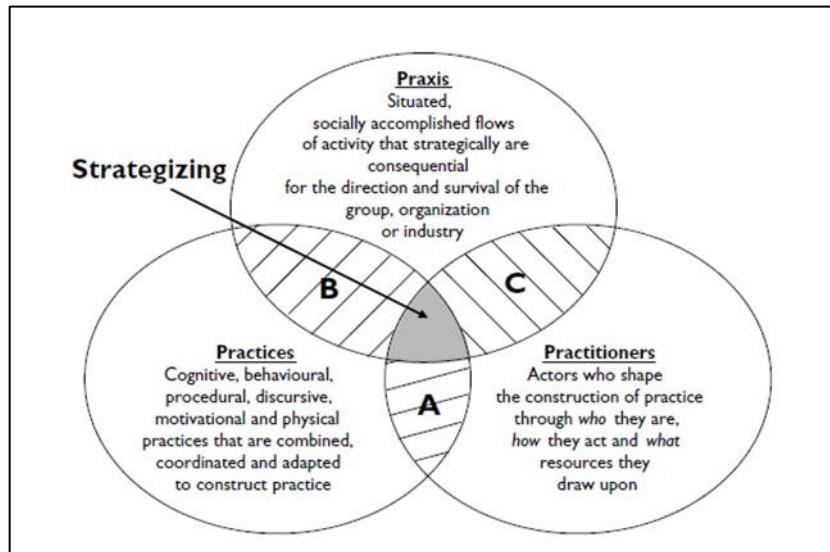 Praxis
Situated,
socially accomplished flows
of activity that strategically are
consequential
for the direction and survival of the
group, organization
or industry
Strategizing
B
C
Practices
Cognitive, behavioural,
procedural, discursive,
motivational and physical
practices that are combined,
coordinated and adapted
to construct practice
A
Practitioners
Actors who shape
the construction of practice
through who they are,
how they act and what
resources they
draw upon